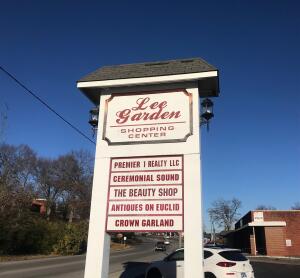 Lee
Garden
SHOPPING
CENTER
PREMIER 1 REALTY LLC
CEREMONIAL SOUND
THE BEAUTY SHOP
ANTIQUES ON EUCLID
CROWN GARLAND